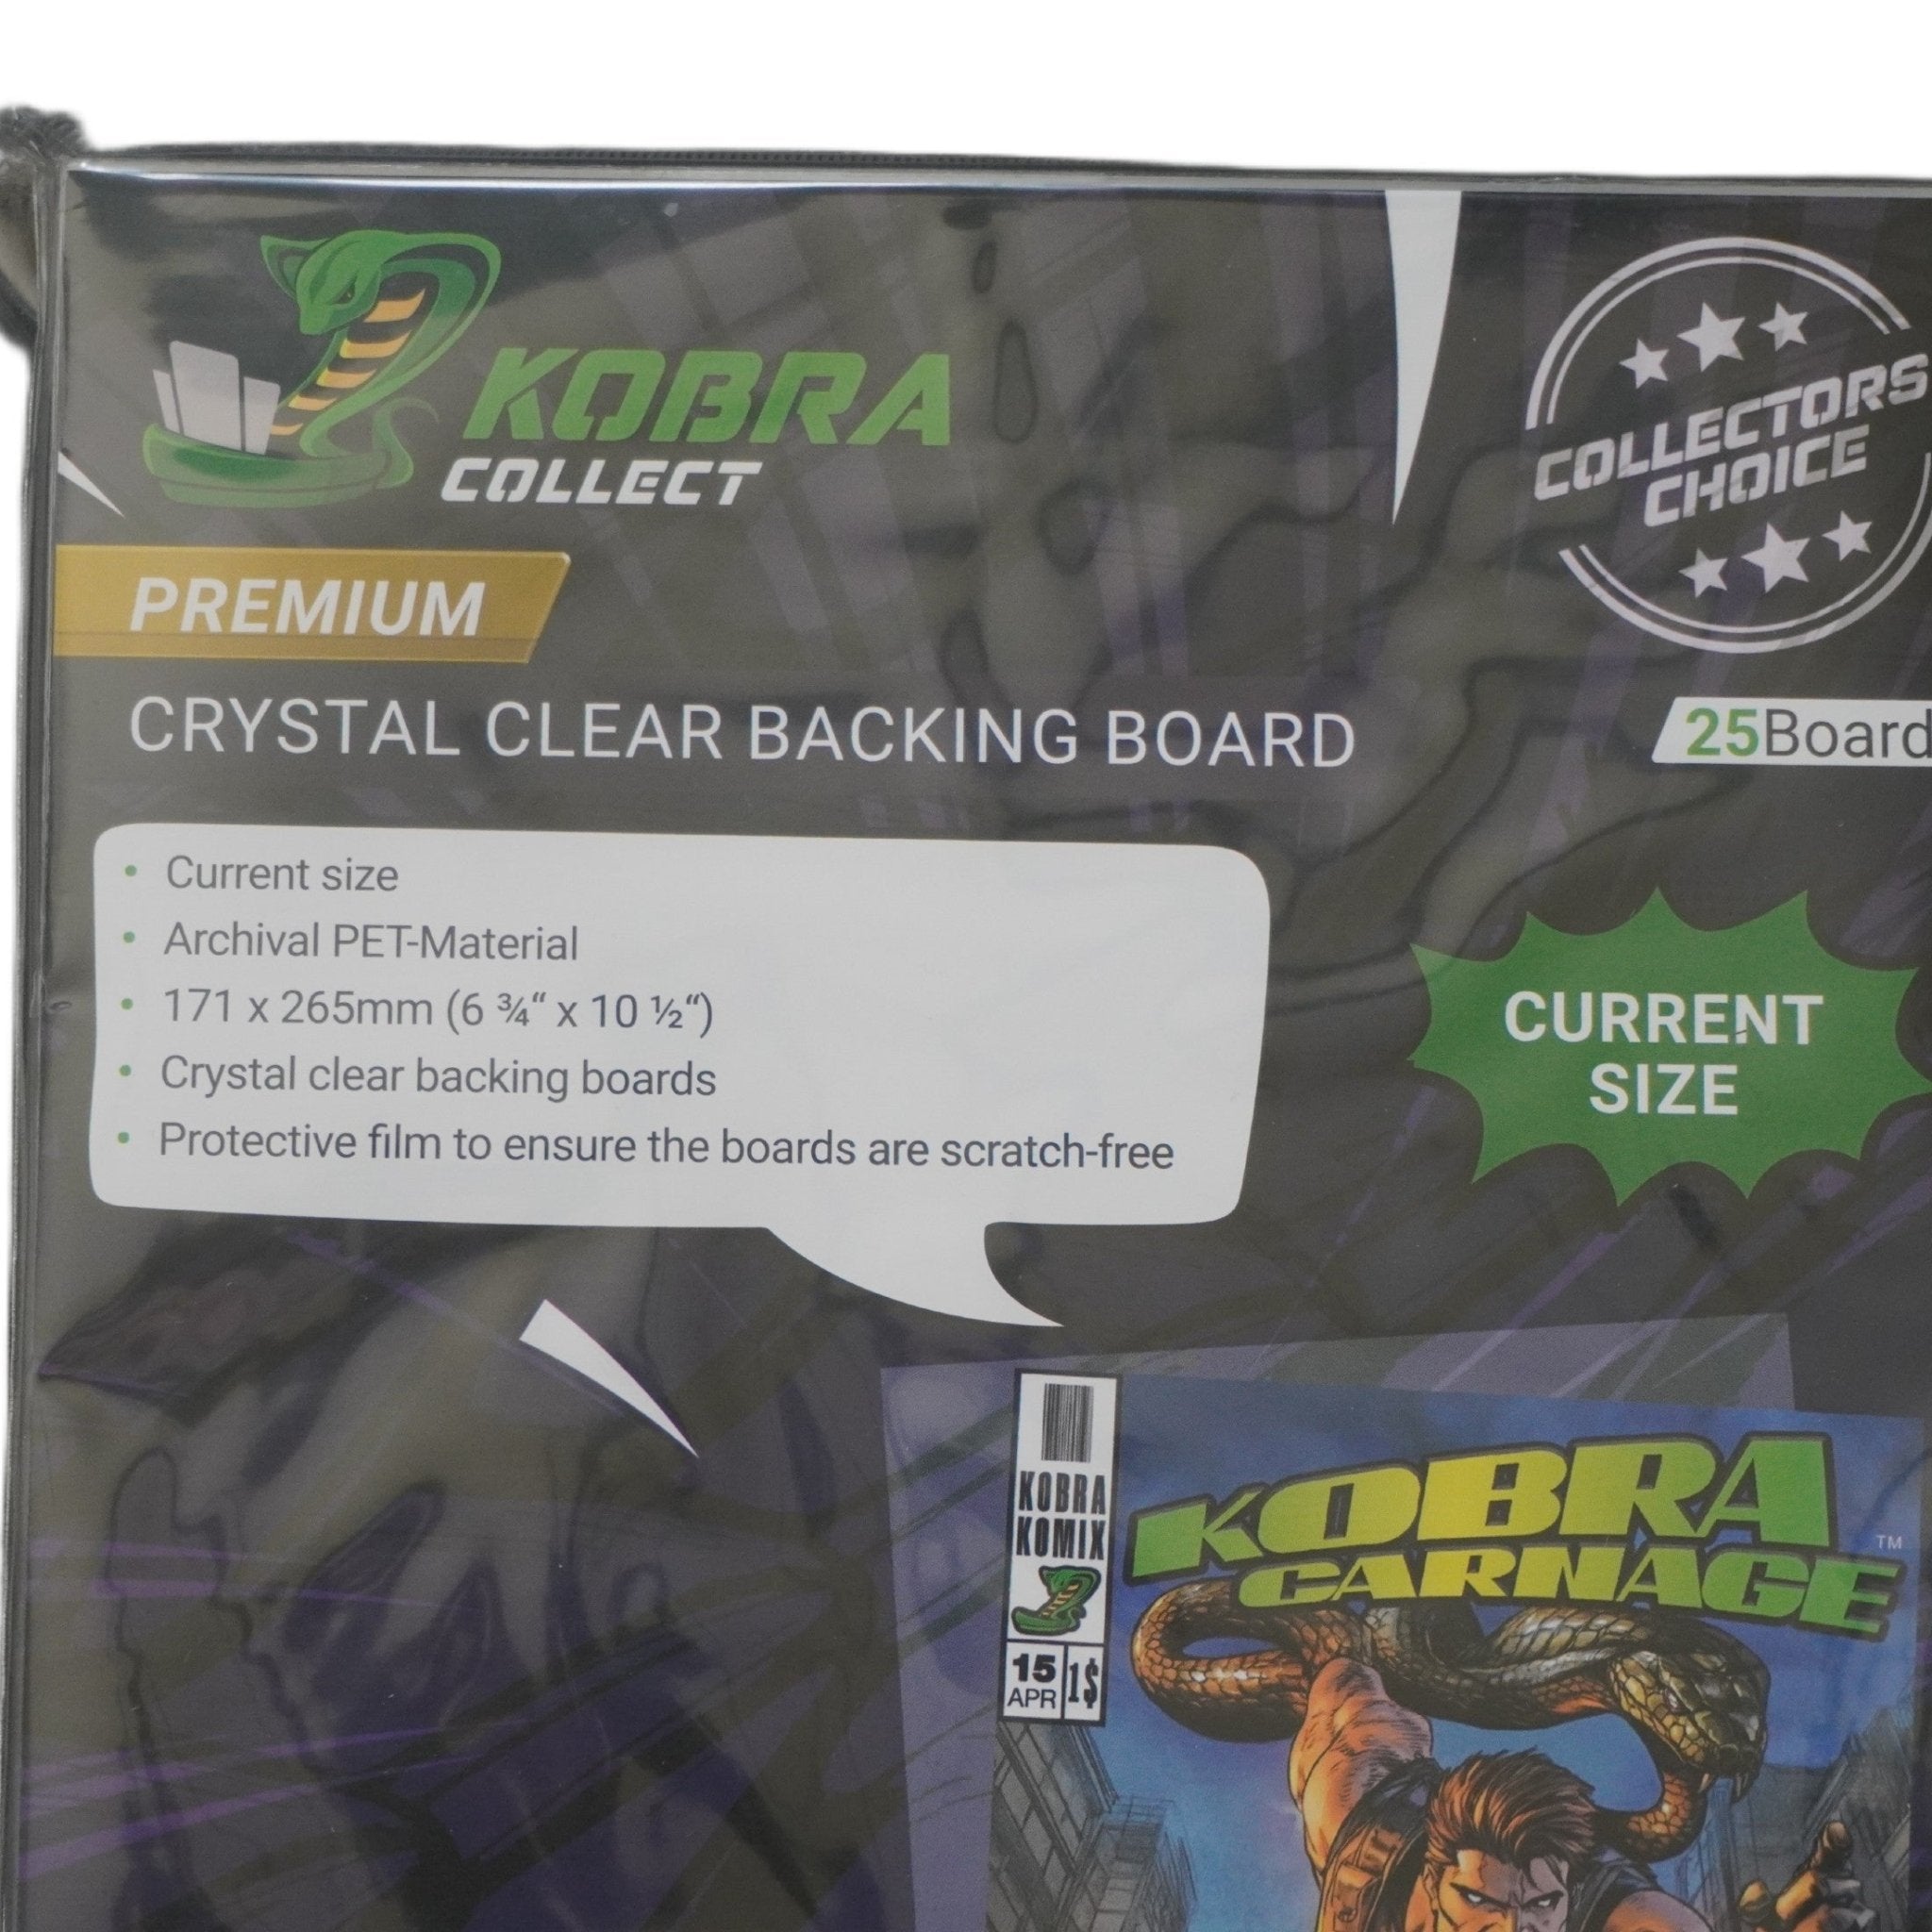 KOBRA
COLLECT
COLLECTORS
CHOICE
PREMIUM
CRYSTAL CLEAR BACKING BOARD
25Board
• Current size
• Archival PET-Material
• 171 x 265mm (6 ¾“ x 10 ½“)
• Crystal clear backing boards
• Protective film to ensure the boards are scratch-free
CURRENT
SIZE
KOBRA
KOMIX
15
APR
1$
KOBRA
CARNAGE
TM